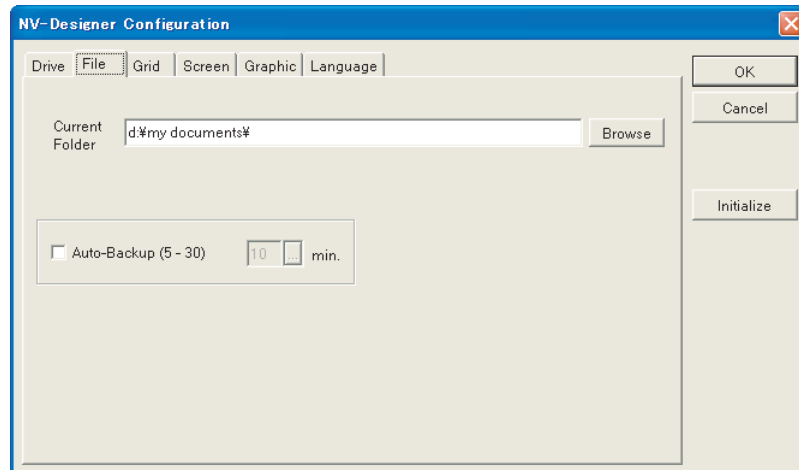 NV-Designer Configuration
Drive File Grid Screen Graphic Language
OK
Cancel
Current
Folder
d:¥my documents¥
Browse
Initialize
Auto-Backup (5 - 30) 10 ... min.